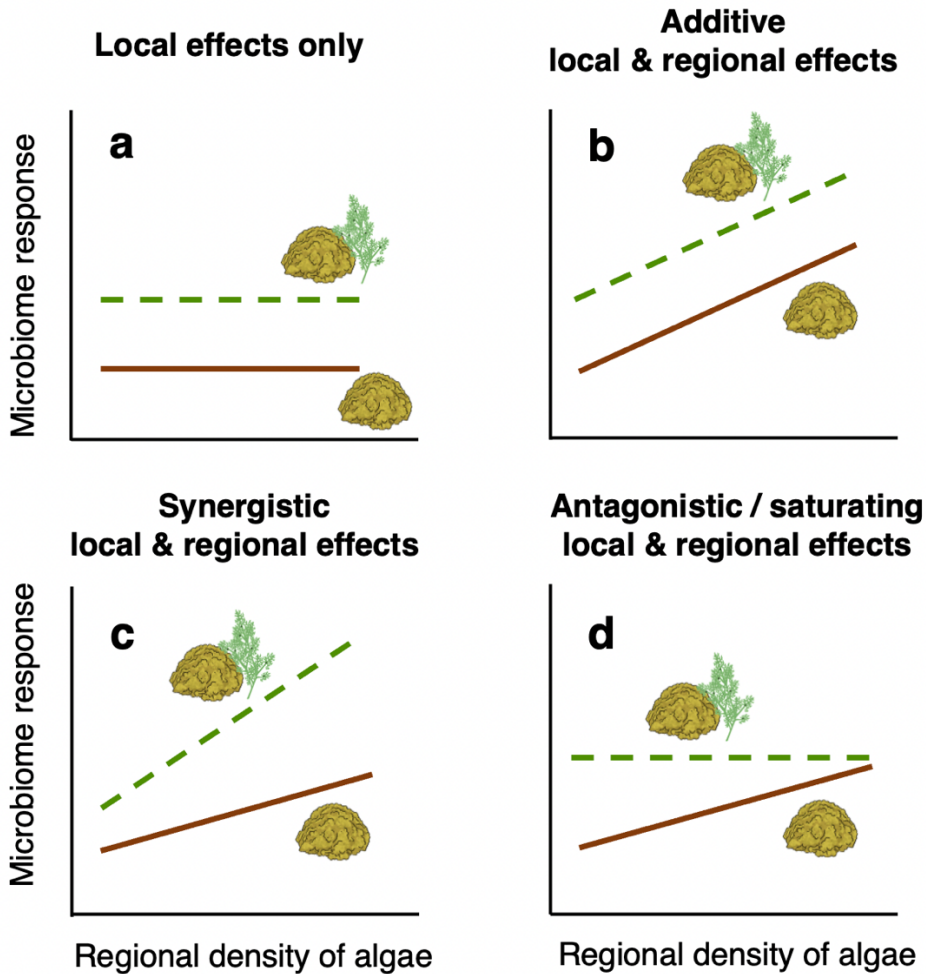 Local effects only
Additive
local & regional effects
a
b
Microbiome response
Synergistic
local & regional effects
Antagonistic / saturating
local & regional effects
c
d
Microbiome response
Regional density of algae
Regional density of algae